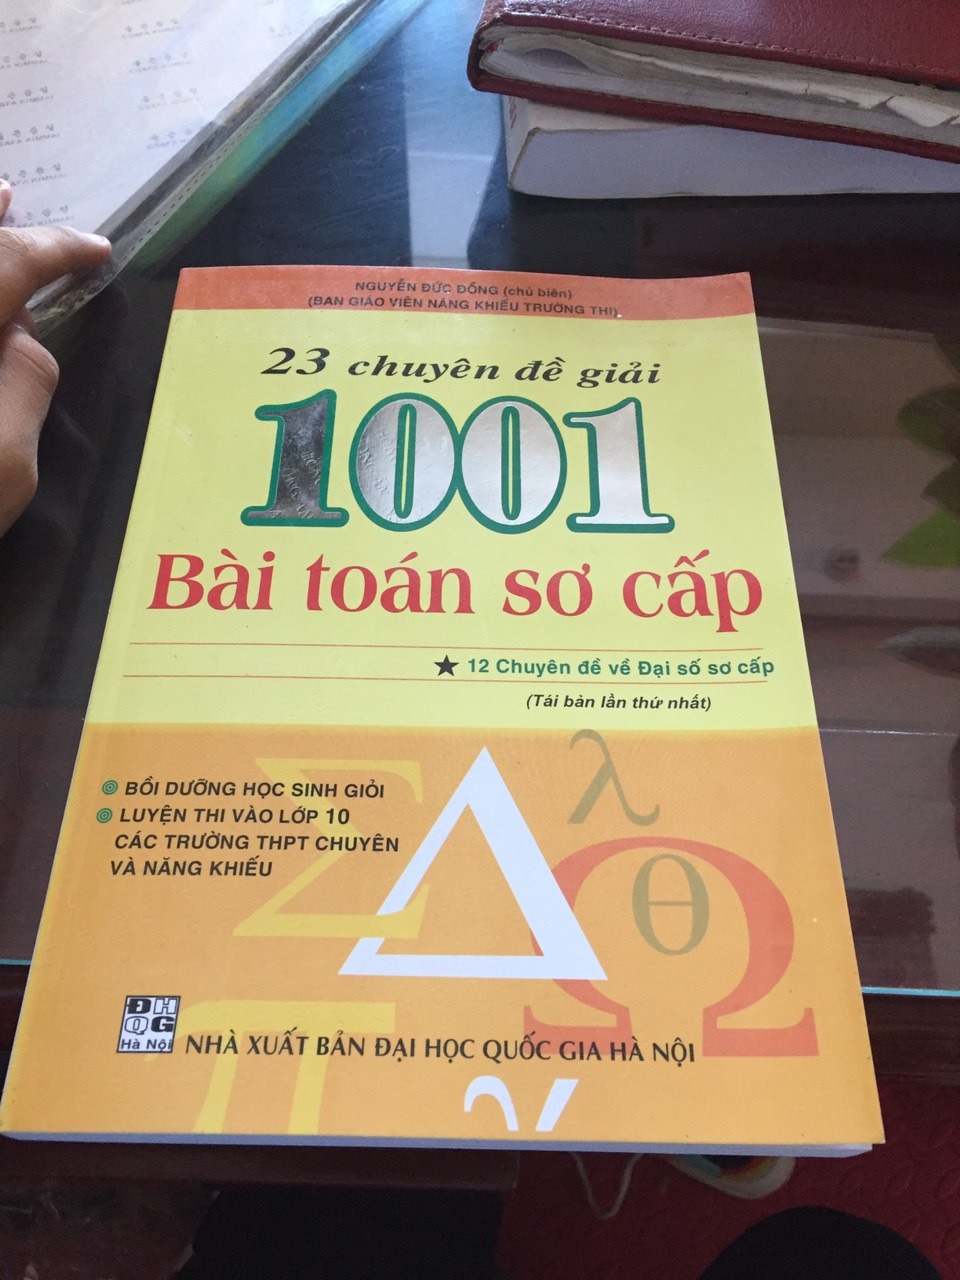 NGUYỄN ĐỨC ĐỒNG (chủ biên)
(BAN GIÁO VIÊN NĂNG KHIẾU TRƯỜNG THI)
23 chuyên đề giải
1001
Bài toán sơ cấp
★ 12 Chuyên đề về Đại số sơ cấp
(Tái bản lần thứ nhất)
BỒI DƯỠNG HỌC SINH GIỎI
LUYỆN THI VÀO LỚP 10
CÁC TRƯỜNG THPT CHUYÊN
VÀ NĂNG KHIẾU
Σ Δ λ Ω θ
π
ĐH
QG
Hà Nội
NHÀ XUẤT BẢN ĐẠI HỌC QUỐC GIA HÀ NỘI